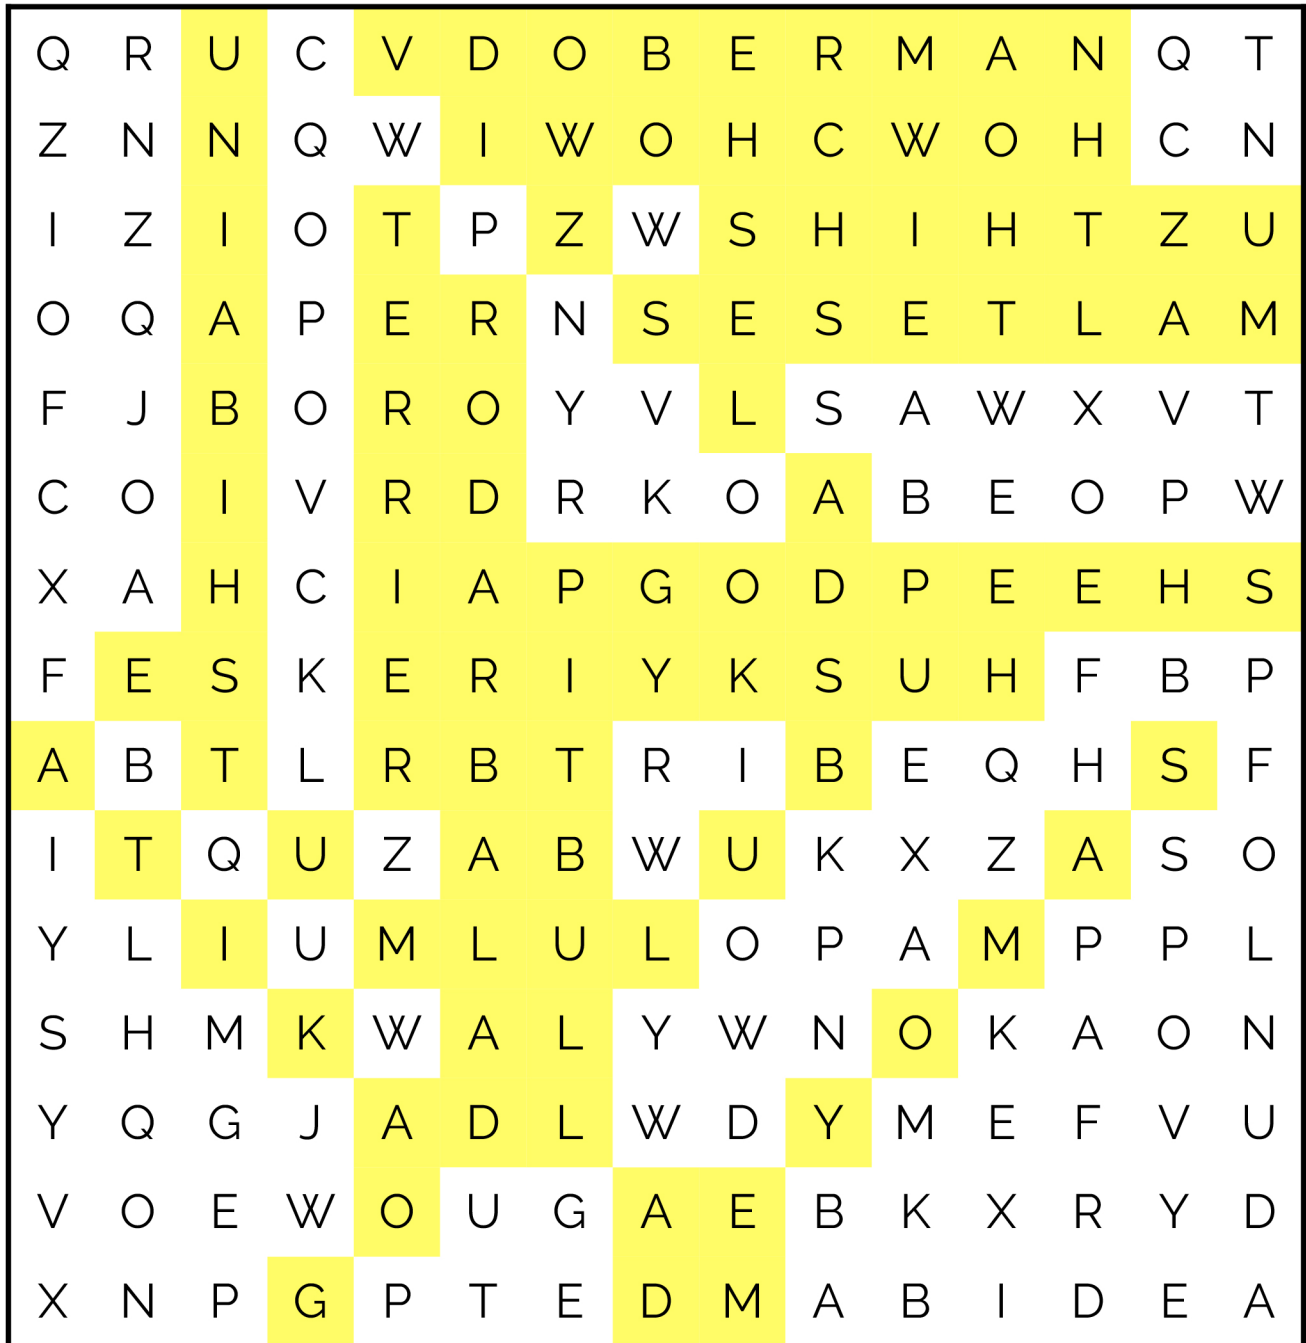 Q R U C V D O B E R M A N Q T
Z N N Q W I W O H C W O H C N
I Z I O T P Z W S H I H T Z U
O Q A P E R N S E S E T L A M
F J B O R O Y V L S A W X V T
C O I V R D R K O A B E O P W
X A H C I A P G O D P E E H S
F E S K E R I Y K S U H F B P
A B T L R B T R I B E Q H S F
I T Q U Z A B W U K X Z A S O
Y L I U M L U L O P A M P P L
S H M K W A L Y W N O K A O N
Y Q G J A D L W D Y M E F V U
V O E W O U G A E B K X R Y D
X N P G P T E D M A B I D E A